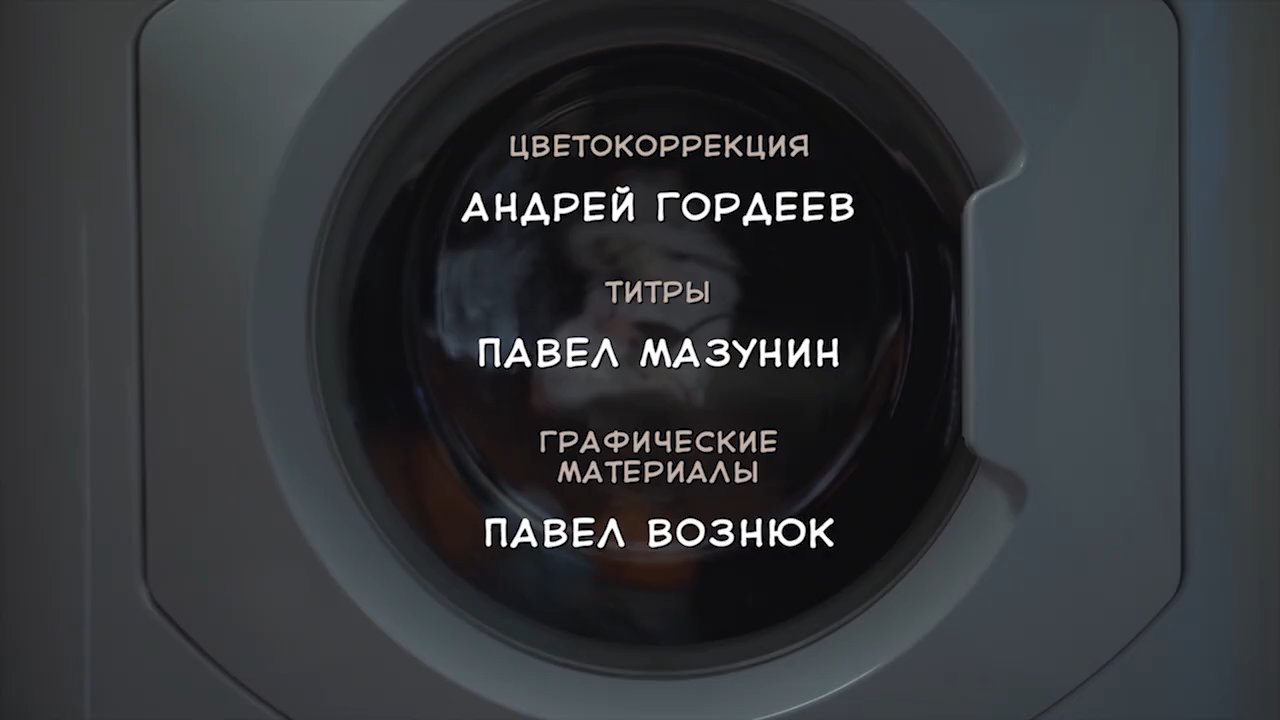 ЦВЕТОКОРРЕКЦИЯ
АНДРЕЙ ГОРДЕЕВ
ТИТРЫ
ПАВЕЛ МАЗУНИН
ГРАФИЧЕСКИЕ
МАТЕРИАЛЫ
ПАВЕЛ ВОЗНЮК